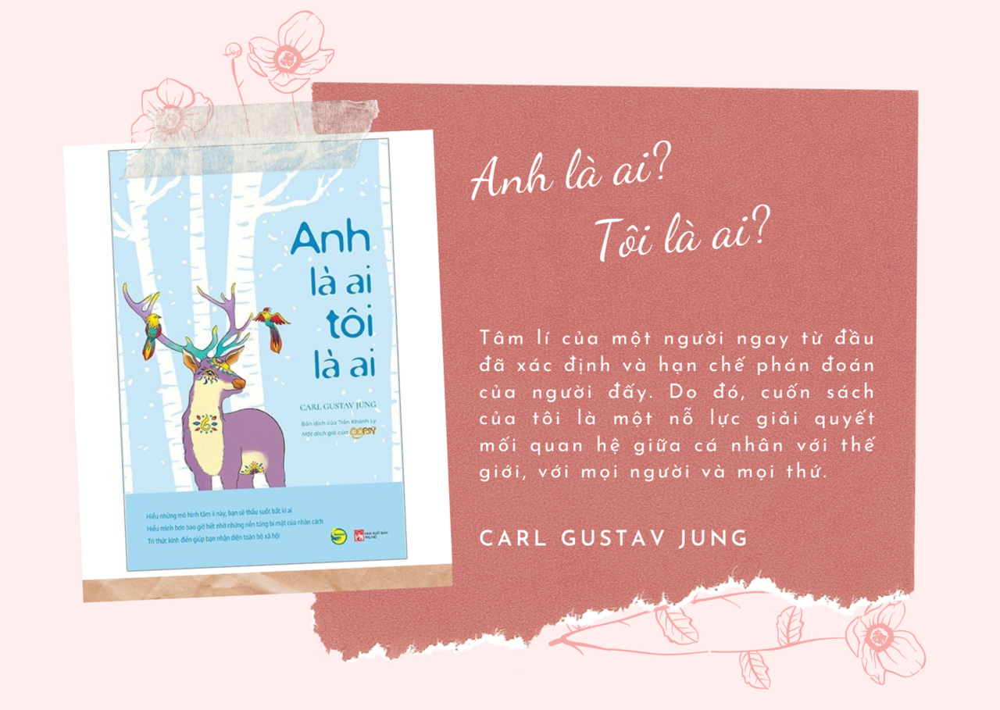 Anh là ai?
Tôi là ai?
Anh
là ai
tôi
là ai
CARL GUSTAV JUNG
Bản dịch của Trần Khánh Ly
Một dịch giả của OOPSY
Hiểu những mô hình tâm lí này, bạn sẽ thấu suốt bất kì ai
Hiểu mình hơn bao giờ hết nhờ những nền tảng bí mật của nhân cách
Tri thức kinh điển giúp bạn nhận diện toàn bộ xã hội
NHÀ XUẤT BẢN
PHỤ NỮ
Tâm lí của một người ngay từ đầu
đã xác định và hạn chế phán đoán
của người đấy. Do đó, cuốn sách
của tôi là một nỗ lực giải quyết
mối quan hệ giữa cá nhân với thế
giới, với mọi người và mọi thứ.
CARL GUSTAV JUNG